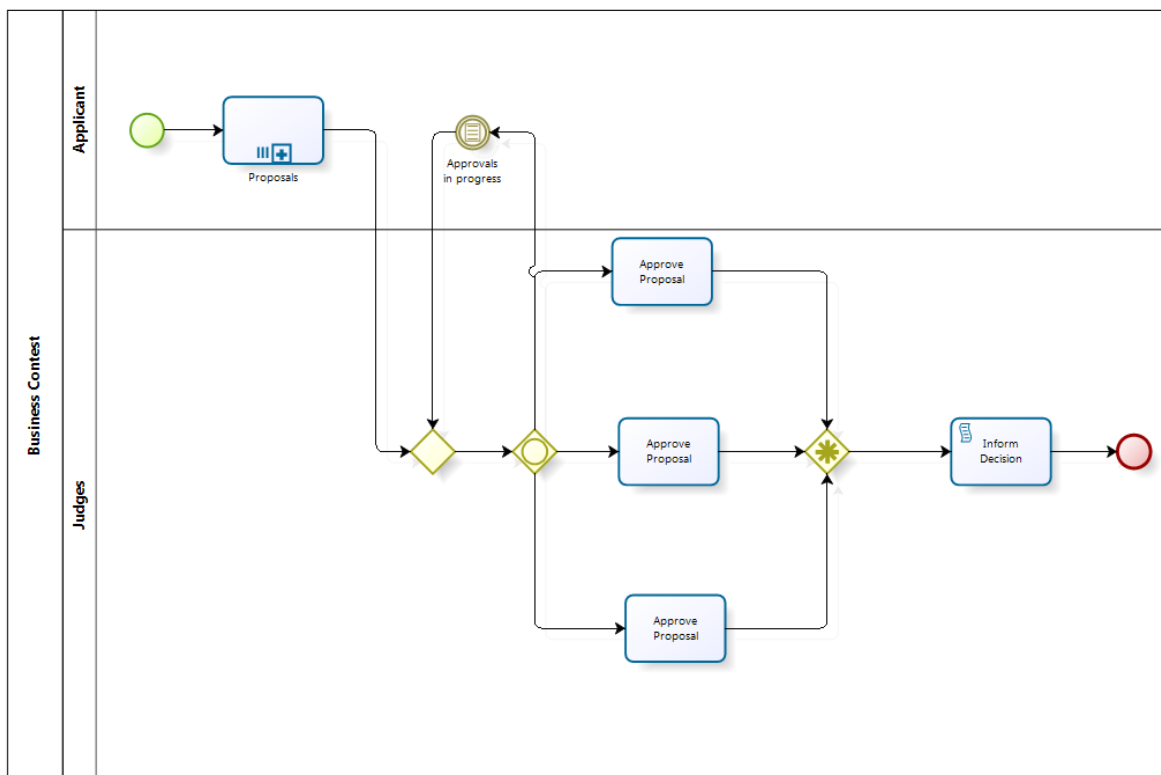 Business Contest
Applicant
Proposals
Approvals
in progress
Judges
Approve
Proposal
Approve
Proposal
Approve
Proposal
Inform
Decision